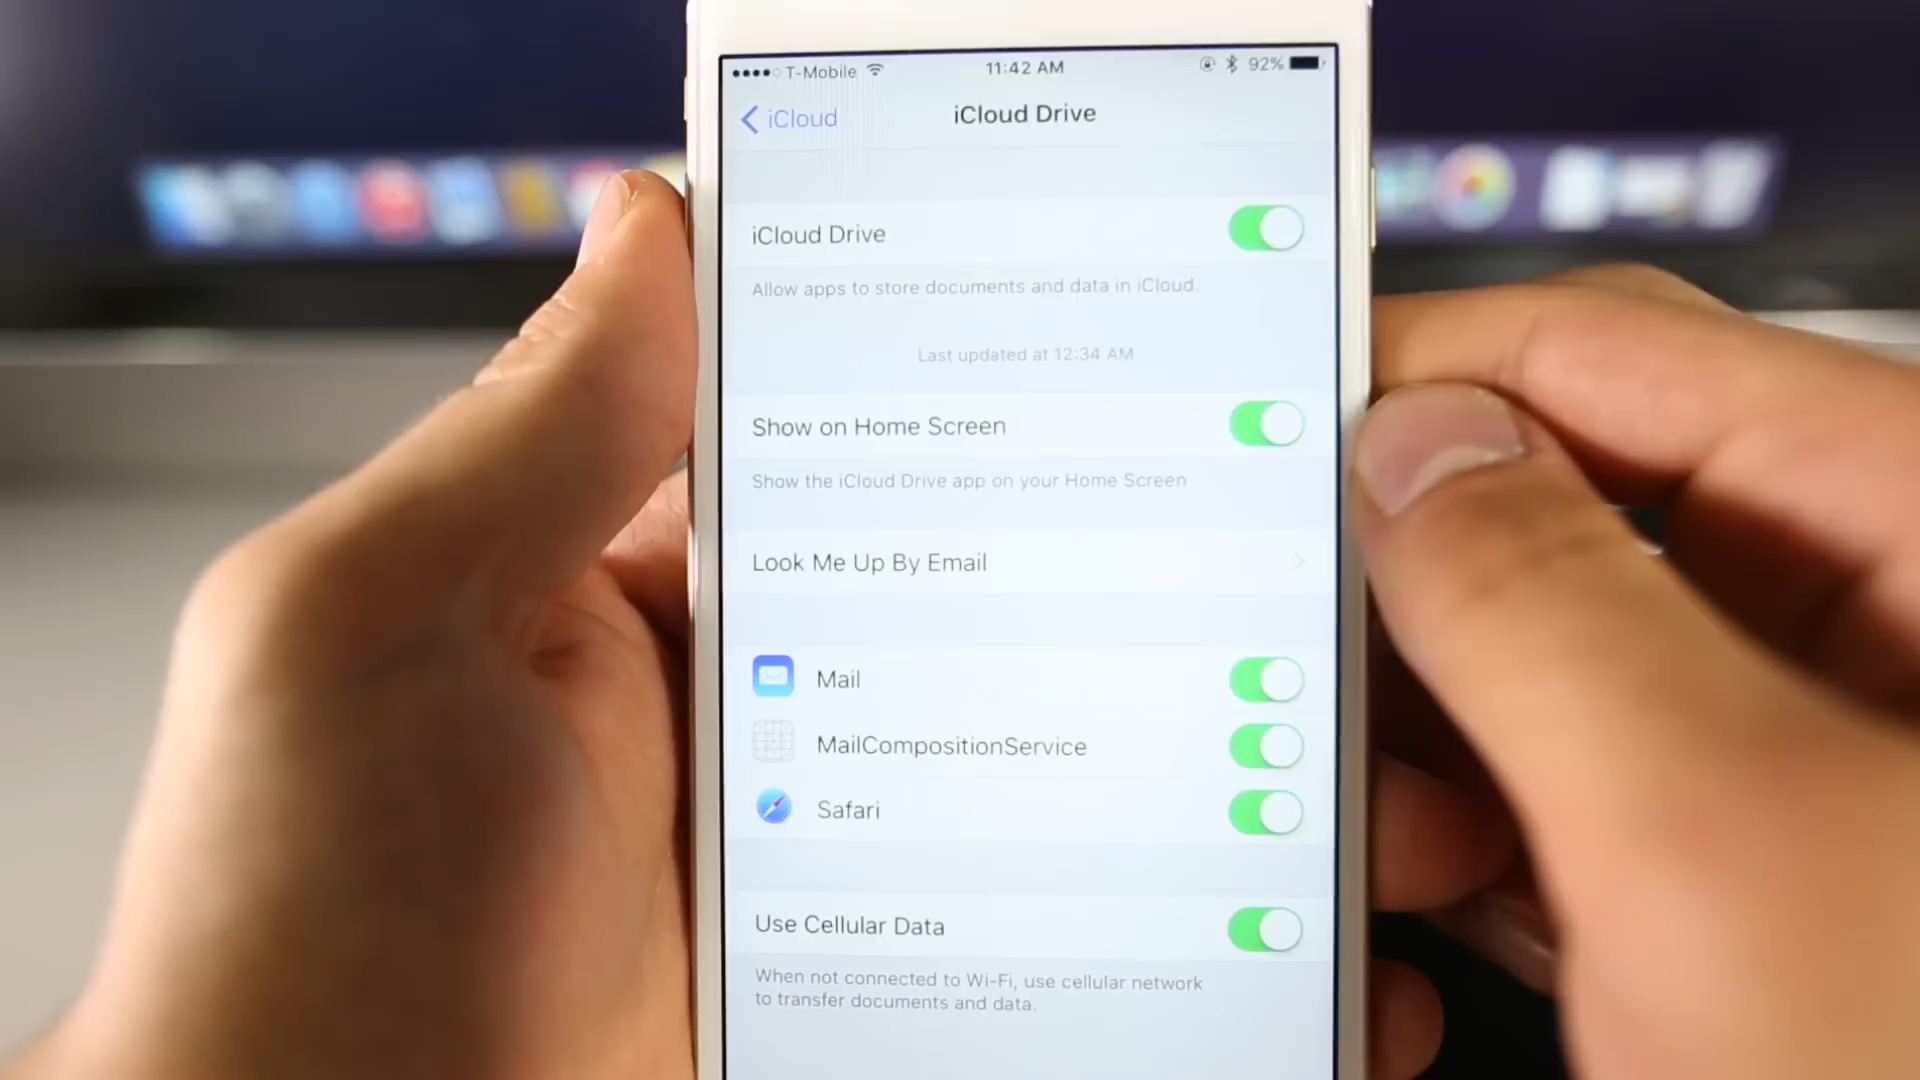 T-Mobile 11:42 AM 92%
iCloud iCloud Drive
iCloud Drive
Allow apps to store documents and data in iCloud.
Last updated at 12:34 AM
Show on Home Screen
Show the iCloud Drive app on your Home Screen
Look Me Up By Email
Mail
MailCompositionService
Safari
Use Cellular Data
When not connected to Wi-Fi, use cellular network
to transfer documents and data.